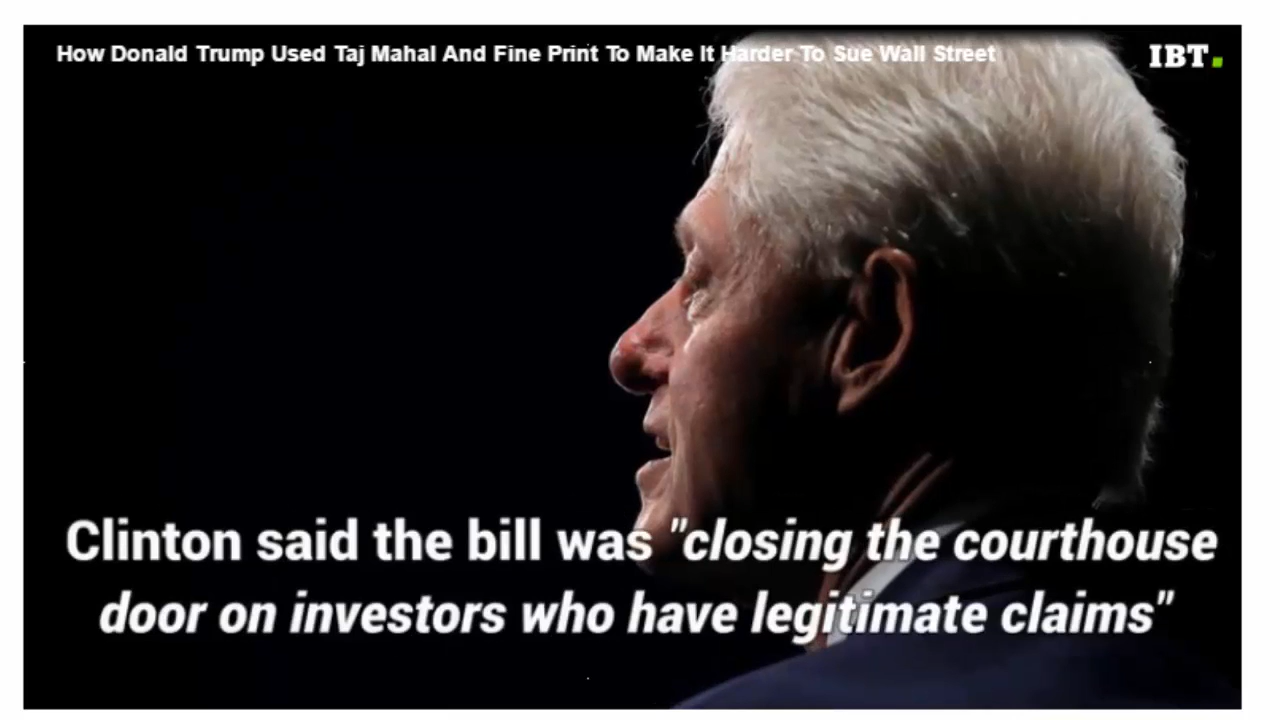 How Donald Trump Used Taj Mahal And Fine Print To Make It Harder To Sue Wall Street
IBT.
Clinton said the bill was "closing the courthouse
door on investors who have legitimate claims"